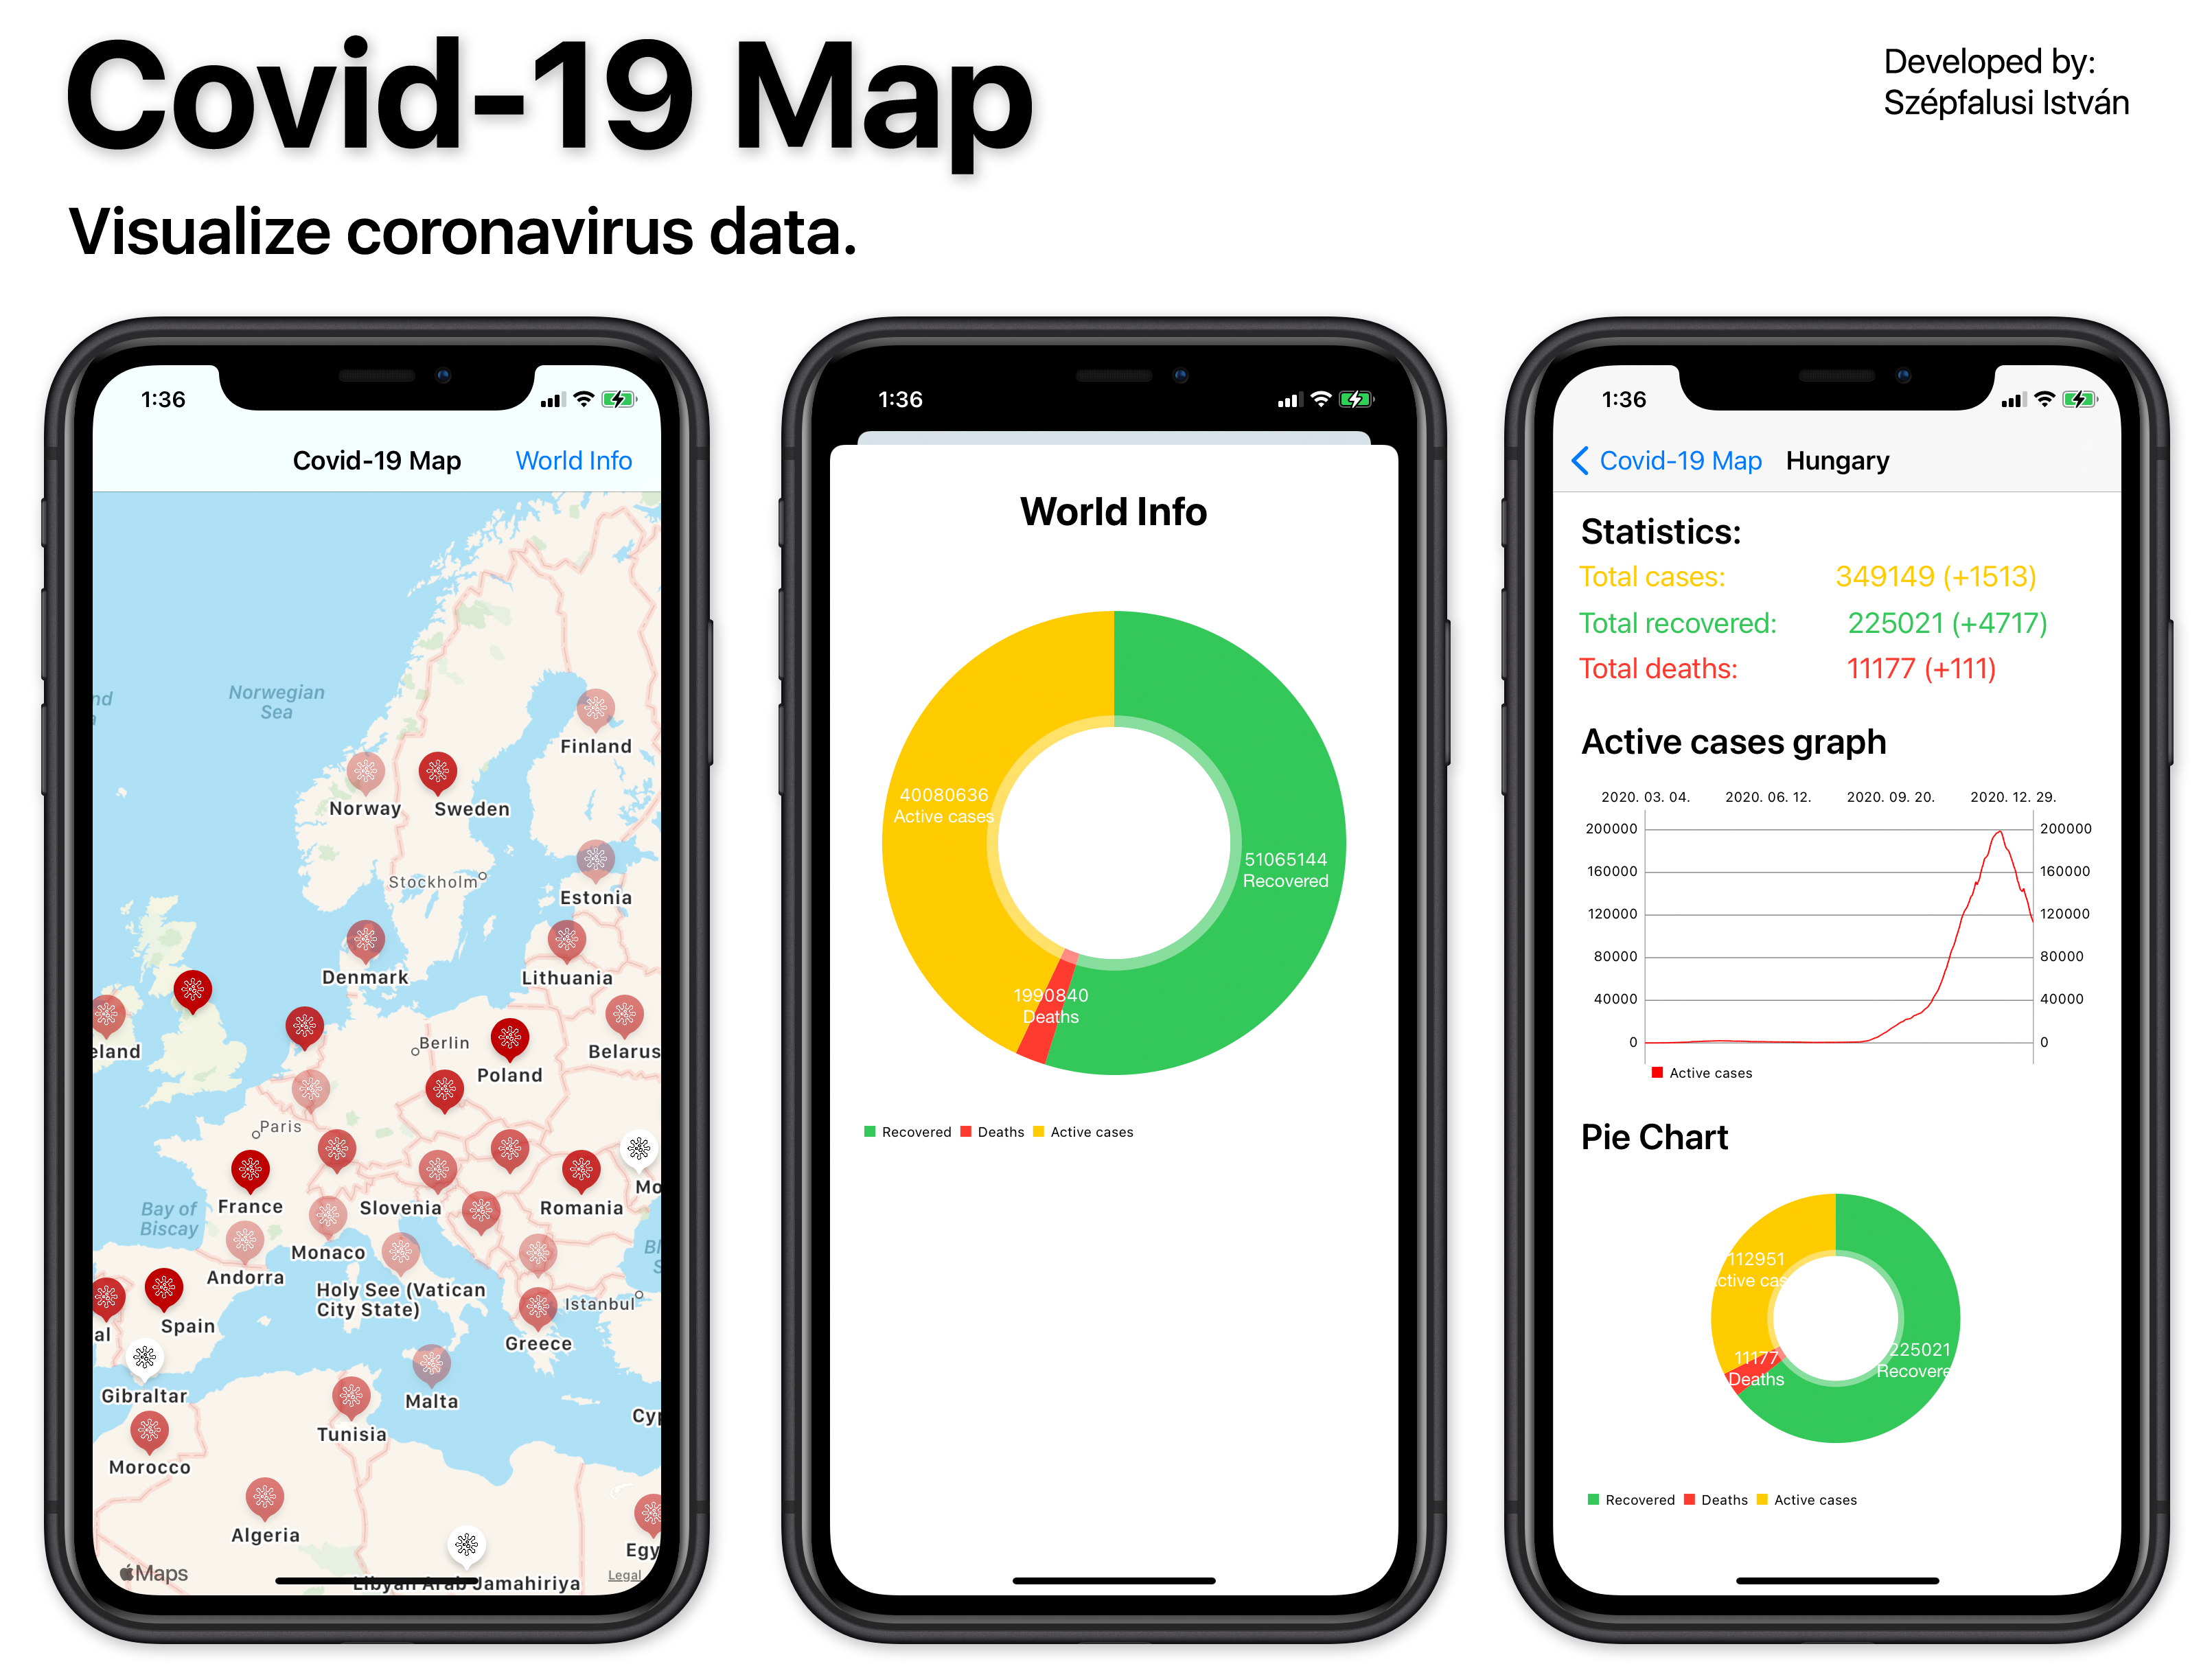 Covid-19 Map
Developed by:
Szépfalusi István
Visualize coronavirus data.
1:36
Covid-19 Map
World Info
Norwegian
Sea
nd
Finland
Norway
Sweden
Stockholm
Estonia
Denmark
Lithuania
eland
Berlin
Belarus
Poland
Paris
Mo
France
Slovenia
Romania
Bay of
Biscay
Monaco
Andorra
Holy See (Vatican
City State)
Istanbul
al
Spain
Greece
Gibraltar
Malta
Cyp
Tunisia
Morocco
Algeria
Egy
Maps
Legal
Libyan Arab Jamahiriya
1:36
World Info
40080636
Active cases
51065144
Recovered
1990840
Deaths
Recovered Deaths Active cases
1:36
Covid-19 Map Hungary
Statistics:
Total cases: 349149 (+1513)
Total recovered: 225021 (+4717)
Total deaths: 11177 (+111)
Active cases graph
2020. 03. 04. 2020. 06. 12. 2020. 09. 20. 2020. 12. 29.
200000 200000
160000 160000
120000 120000
80000 80000
40000 40000
0 0
Active cases
Pie Chart
112951
ctive cas
11177
Deaths
225021
Recovere
Recovered Deaths Active cases